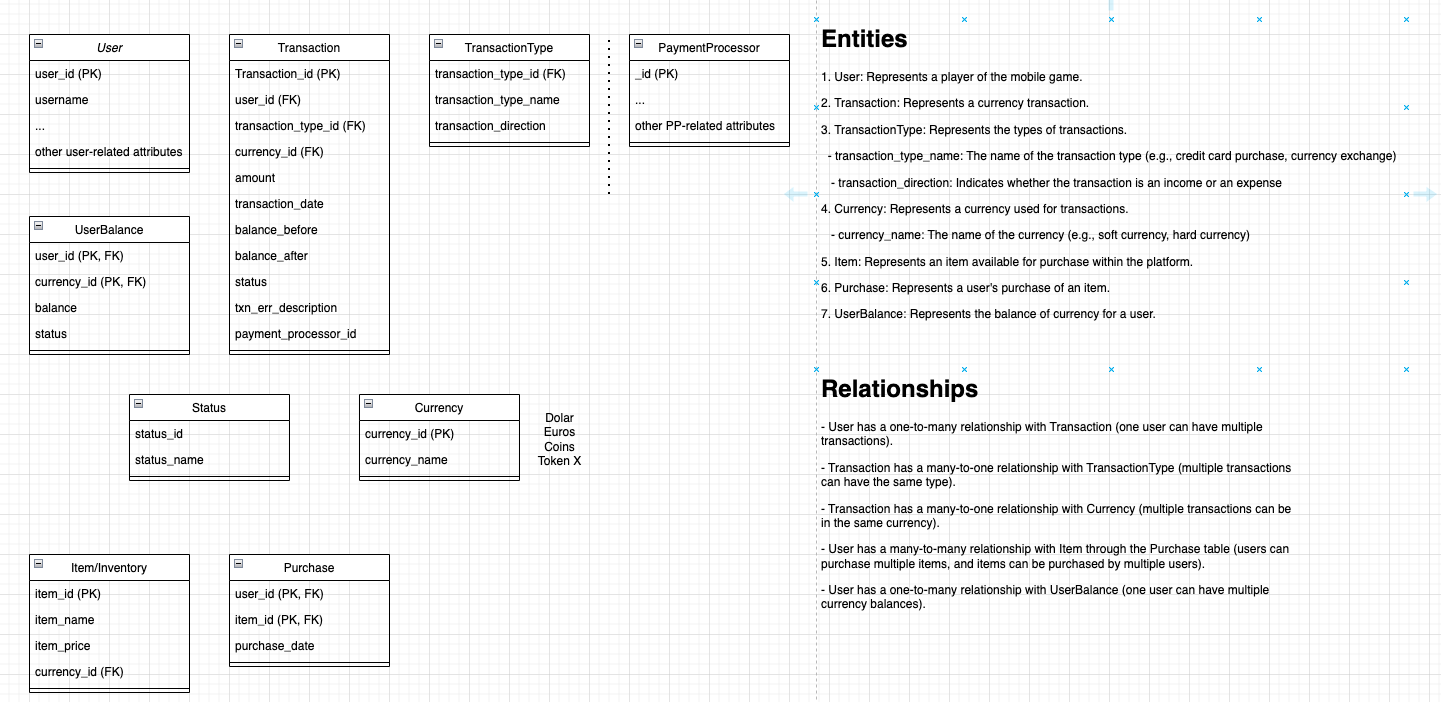 User
user_id (PK)
username
...
other user-related attributes
Transaction
Transaction_id (PK)
user_id (FK)
transaction_type_id (FK)
currency_id (FK)
amount
transaction_date
balance_before
balance_after
status
txn_err_description
payment_processor_id
TransactionType
transaction_type_id (FK)
transaction_type_name
transaction_direction
PaymentProcessor
_id (PK)
...
other PP-related attributes
UserBalance
user_id (PK, FK)
currency_id (PK, FK)
balance
status
Status
status_id
status_name
Currency
currency_id (PK)
currency_name
Dolar
Euros
Coins
Token X
Item/Inventory
item_id (PK)
item_name
item_price
currency_id (FK)
Purchase
user_id (PK, FK)
item_id (PK, FK)
purchase_date
Entities
1. User: Represents a player of the mobile game.
2. Transaction: Represents a currency transaction.
3. TransactionType: Represents the types of transactions.
- transaction_type_name: The name of the transaction type (e.g., credit card purchase, currency exchange)
- transaction_direction: Indicates whether the transaction is an income or an expense
4. Currency: Represents a currency used for transactions.
- currency_name: The name of the currency (e.g., soft currency, hard currency)
5. Item: Represents an item available for purchase within the platform.
6. Purchase: Represents a user's purchase of an item.
7. UserBalance: Represents the balance of currency for a user.
Relationships
- User has a one-to-many relationship with Transaction (one user can have multiple
transactions).
- Transaction has a many-to-one relationship with TransactionType (multiple transactions
can have the same type).
- Transaction has a many-to-one relationship with Currency (multiple transactions can be
in the same currency).
- User has a many-to-many relationship with Item through the Purchase table (users can
purchase multiple items, and items can be purchased by multiple users).
- User has a one-to-many relationship with UserBalance (one user can have multiple
currency balances).